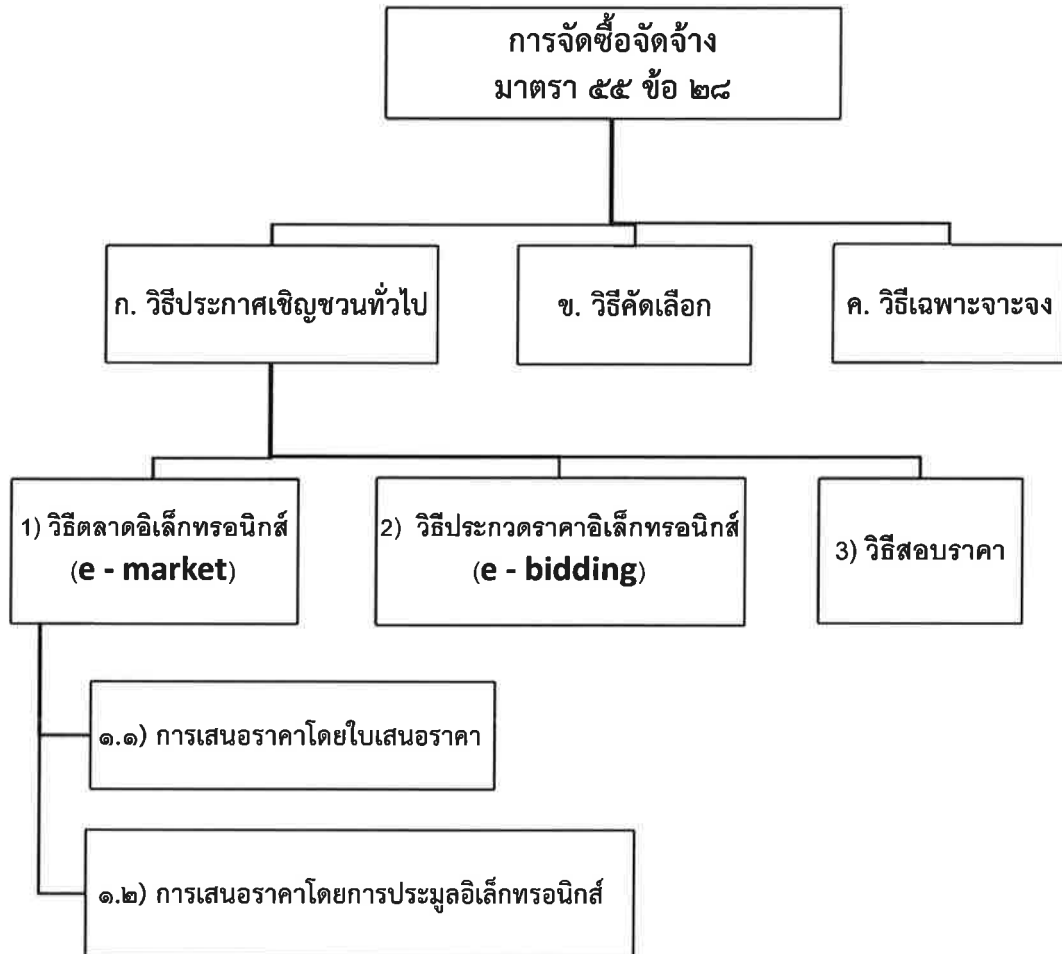 การจัดซื้อจัดจ้าง
มาตรา ๕๕ ข้อ ๒๘
ก. วิธีประกาศเชิญชวนทั่วไป
ข. วิธีคัดเลือก
ค. วิธีเฉพาะจาะจง
1) วิธีตลาดอิเล็กทรอนิกส์
(e - market)
2) วิธีประกวดราคาอิเล็กทรอนิกส์
(e - bidding)
3) วิธีสอบราคา
๑.๑) การเสนอราคาโดยใบเสนอราคา
๑.๒) การเสนอราคาโดยการประมูลอิเล็กทรอนิกส์